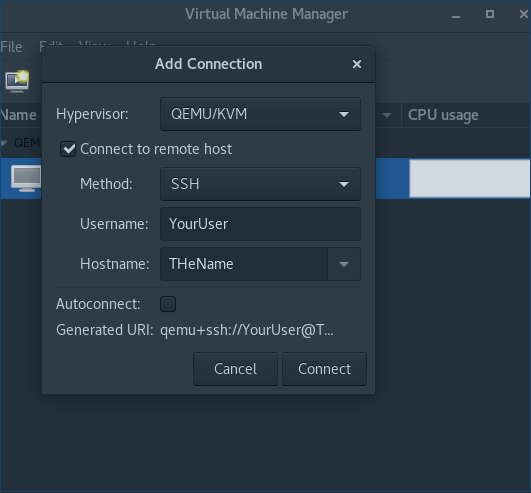 Virtual Machine Manager
File Edit View Help
Add Connection
Name CPU usage
Hypervisor: QEMU/KVM
Connect to remote host
QEM
Method: SSH
Username: YourUser
Hostname: THeName
Autoconnect:
Generated URI: qemu+ssh://YourUser@T...
Cancel Connect